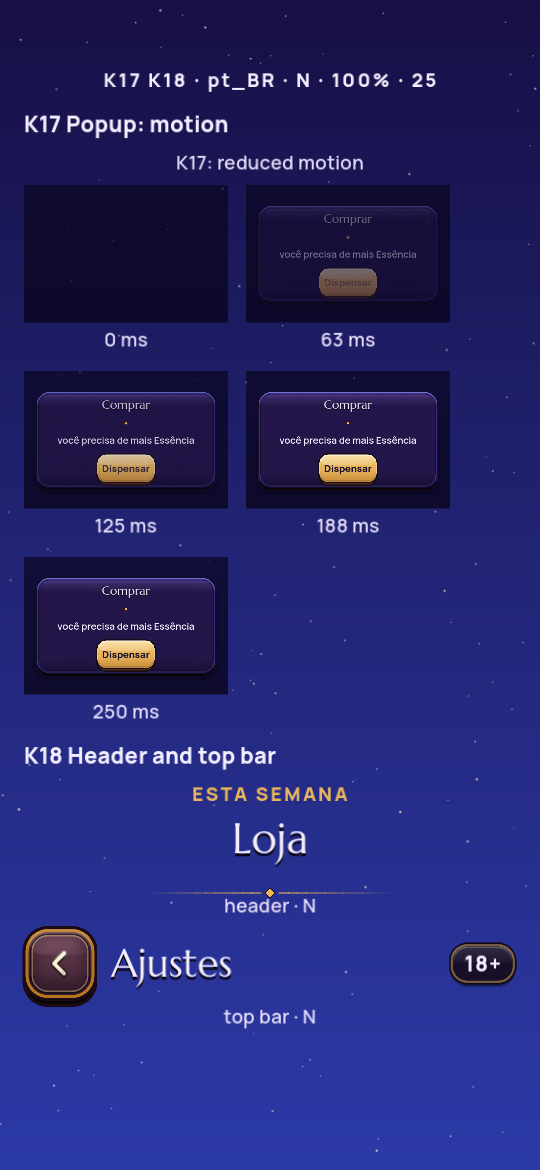 K17 K18 · pt_BR · N · 100% · 25
K17 Popup: motion
K17: reduced motion
Comprar
você precisa de mais Essência
Dispensar
0 ms
63 ms
Comprar
você precisa de mais Essência
Dispensar
Comprar
você precisa de mais Essência
Dispensar
125 ms
188 ms
Comprar
você precisa de mais Essência
Dispensar
250 ms
K18 Header and top bar
ESTA SEMANA
Loja
header · N
Ajustes
18+
top bar · N